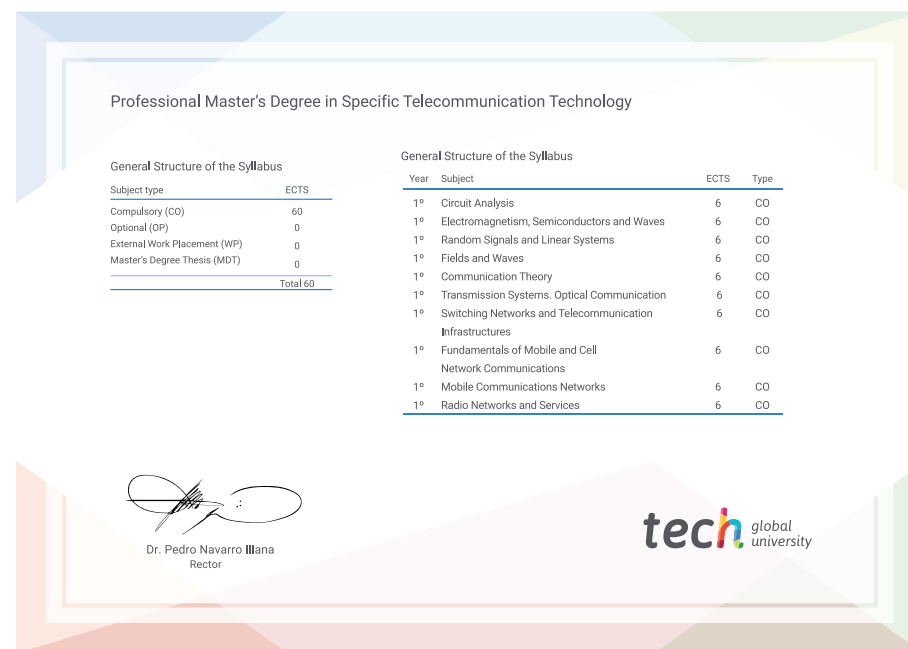 Professional Master's Degree in Specific Telecommunication Technology
General Structure of the Syllabus
Subject type ECTS
Compulsory (CO) 60
Optional (OP) 0
External Work Placement (WP) 0
Master's Degree Thesis (MDT) 0
Total 60
General Structure of the Syllabus
Year Subject ECTS Type
1º Circuit Analysis 6 CO
1º Electromagnetism, Semiconductors and Waves 6 CO
1º Random Signals and Linear Systems 6 CO
1º Fields and Waves 6 CO
1º Communication Theory 6 CO
1º Transmission Systems. Optical Communication 6 CO
1º Switching Networks and Telecommunication 6 CO
Infrastructures
1º Fundamentals of Mobile and Cell 6 CO
Network Communications
1º Mobile Communications Networks 6 CO
1º Radio Networks and Services 6 CO
Dr. Pedro Navarro Illana
Rector
tech global
university